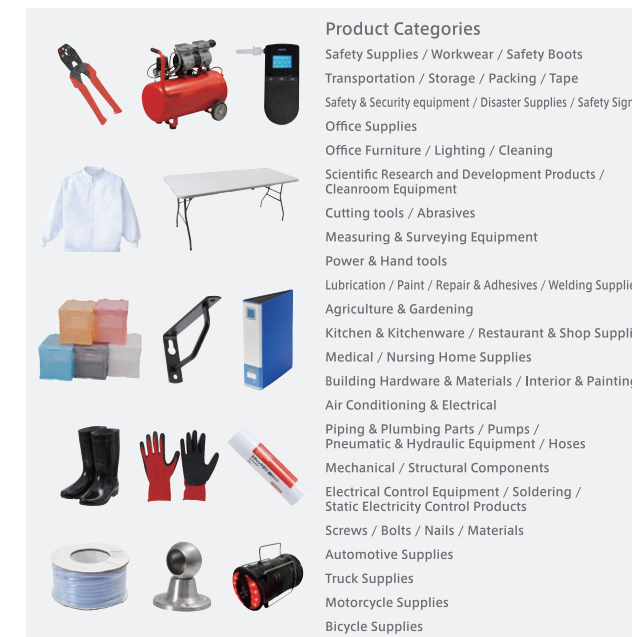 Product Categories
Safety Supplies / Workwear / Safety Boots
Transportation / Storage / Packing / Tape
Safety & Security equipment / Disaster Supplies / Safety Sign
Office Supplies
Office Furniture / Lighting / Cleaning
Scientific Research and Development Products /
Cleanroom Equipment
Cutting tools / Abrasives
Measuring & Surveying Equipment
Power & Hand tools
Lubrication / Paint / Repair & Adhesives / Welding Supplie
Agriculture & Gardening
Kitchen & Kitchenware / Restaurant & Shop Suppli
Medical / Nursing Home Supplies
Building Hardware & Materials / Interior & Painting
Air Conditioning & Electrical
Piping & Plumbing Parts / Pumps /
Pneumatic & Hydraulic Equipment / Hoses
Mechanical / Structural Components
Electrical Control Equipment / Soldering /
Static Electricity Control Products
Screws / Bolts / Nails / Materials
Automotive Supplies
Truck Supplies
Motorcycle Supplies
Bicycle Supplies